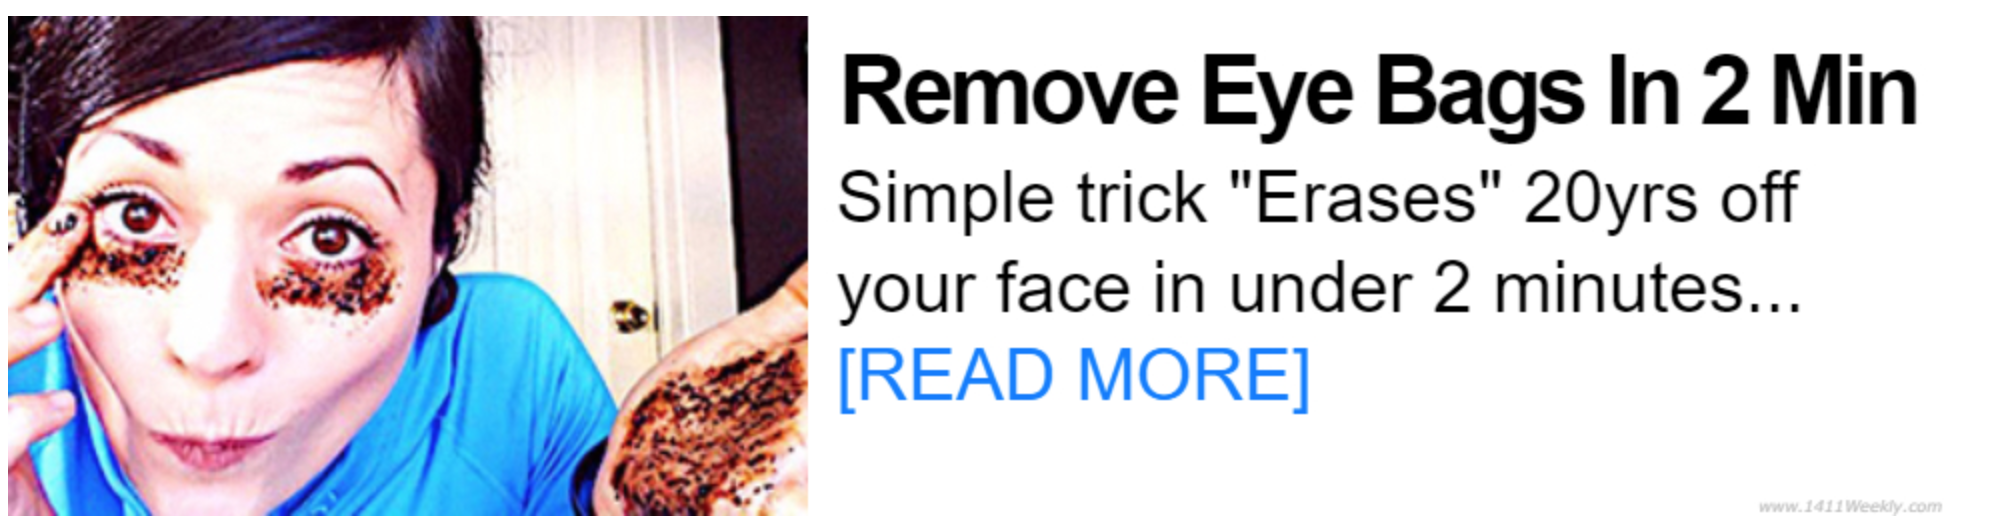 Remove Eye Bags In 2 Min
Simple trick "Erases" 20yrs off
your face in under 2 minutes...
[READ MORE]
www.1411Weekly.com